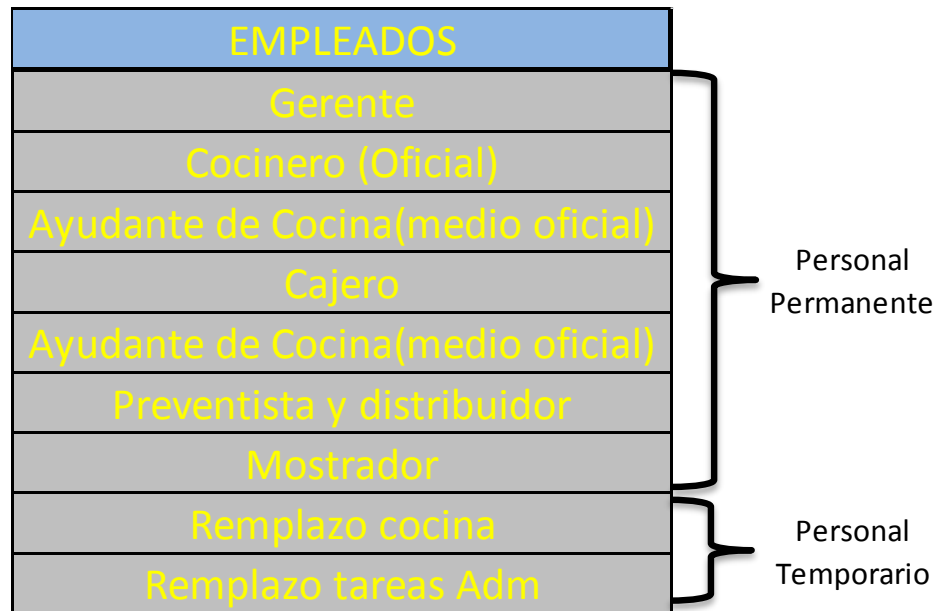 EMPLEADOS
Gerente
Cocinero (Oficial)
Ayudante de Cocina(medio oficial)
Cajero
Ayudante de Cocina(medio oficial)
Preventista y distribuidor
Mostrador
Remplazo cocina
Remplazo tareas Adm
Personal
Permanente
Personal
Temporario